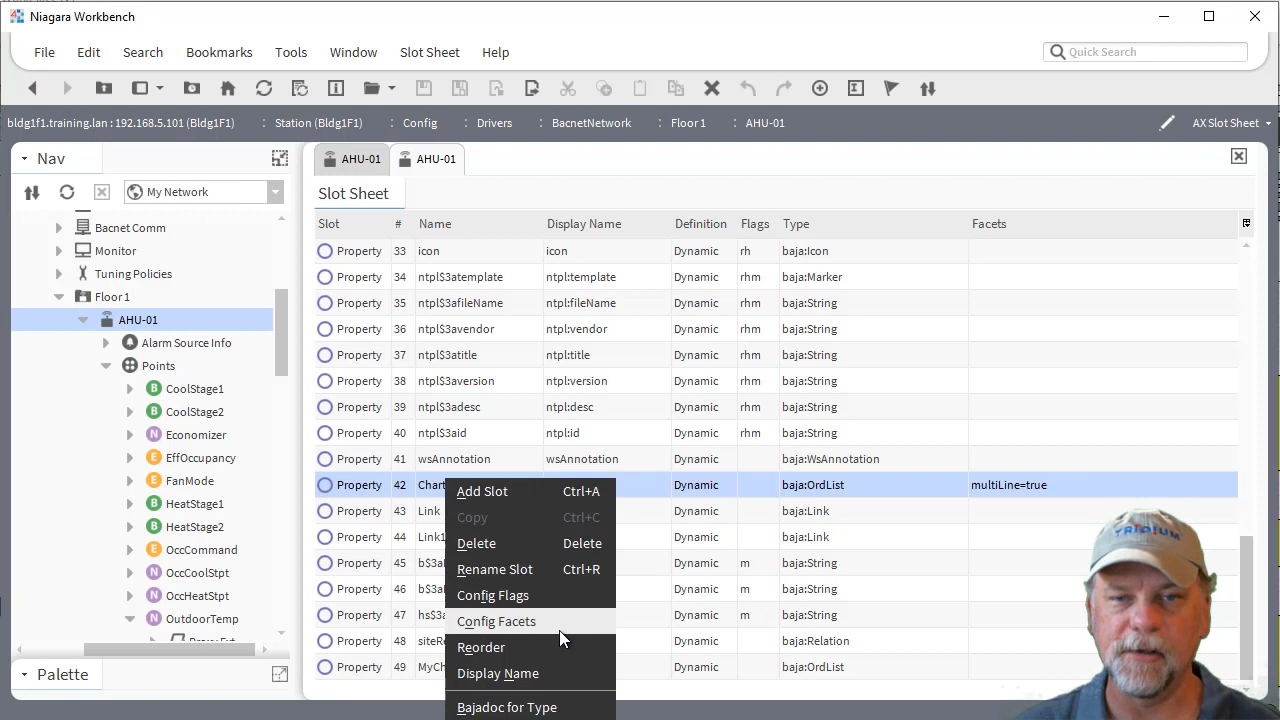 Niagara Workbench
File Edit Search Bookmarks Tools Window Slot Sheet Help
Quick Search
bldg1f1.training.lan : 192.168.5.101 (Bldg1F1) : Station (Bldg1F1) : Config : Drivers : BacnetNetwork : Floor 1 : AHU-01
AX Slot Sheet
Nav
My Network
Bacnet Comm
Monitor
Tuning Policies
Floor 1
AHU-01
Alarm Source Info
Points
B CoolStage1
B CoolStage2
N Economizer
E EffOccupancy
E FanMode
B HeatStage1
B HeatStage2
E OccCommand
N OccCoolStpt
N OccHeatStpt
N OutdoorTemp
Palette
AHU-01 AHU-01
Slot Sheet
Slot # Name Display Name Definition Flags Type Facets
Property 33 icon icon Dynamic rh baja:Icon
Property 34 ntpl$3atemplate ntpl:template Dynamic rhm baja:Marker
Property 35 ntpl$3afileName ntpl:fileName Dynamic rhm baja:String
Property 36 ntpl$3avendor ntpl:vendor Dynamic rhm baja:String
Property 37 ntpl$3atitle ntpl:title Dynamic rhm baja:String
Property 38 ntpl$3aversion ntpl:version Dynamic rhm baja:String
Property 39 ntpl$3adesc ntpl:desc Dynamic rhm baja:String
Property 40 ntpl$3aid ntpl:id Dynamic rhm baja:String
Property 41 wsAnnotation wsAnnotation Dynamic baja:WsAnnotation
Property 42 Chart Dynamic baja:OrdList multiLine=true
Property 43 Link Dynamic baja:Link
Property 44 Link1 Dynamic baja:Link
Property 45 b$3a Dynamic m baja:String
Property 46 b$3a Dynamic m baja:String
Property 47 hs$3a Dynamic m baja:String
Property 48 siteRe Dynamic baja:Relation
Property 49 MyCh Dynamic baja:OrdList
Add Slot Ctrl+A
Copy Ctrl+C
Delete Delete
Rename Slot Ctrl+R
Config Flags
Config Facets
Reorder
Display Name
Bajadoc for Type
TRIDIUM